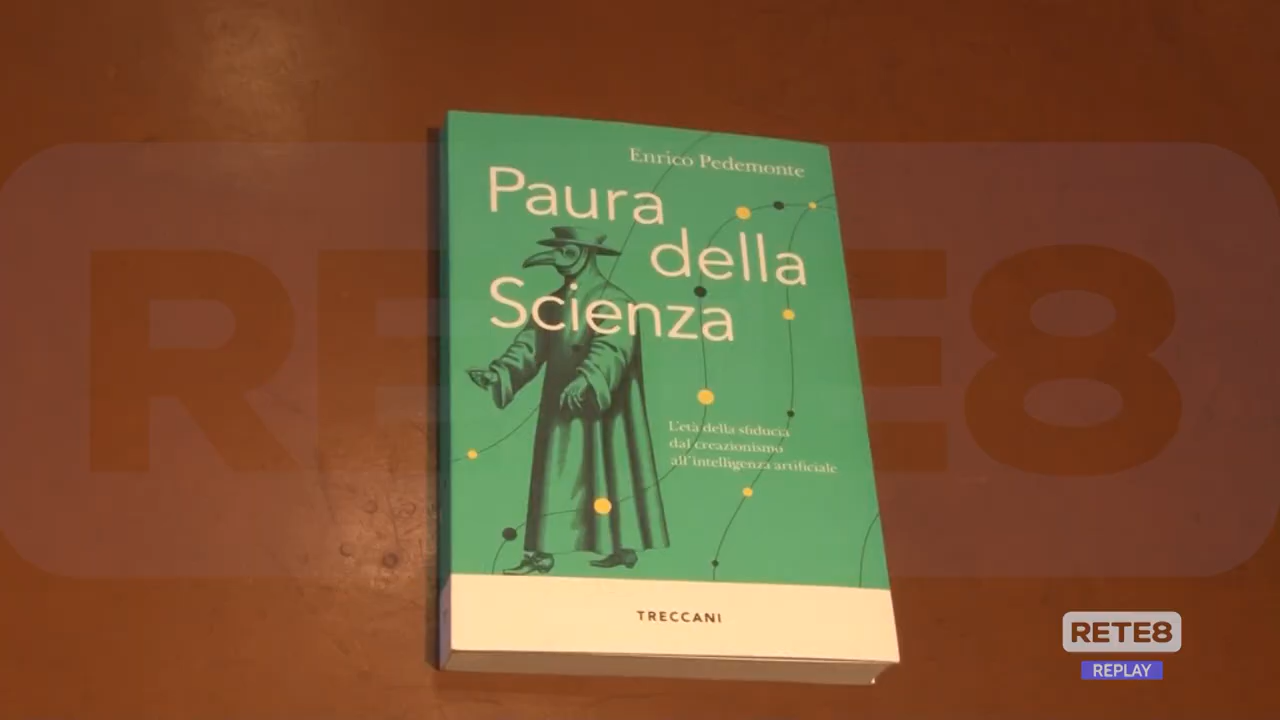 Enrico Pedemonte
Paura
della
Scienza
L'età della sfiducia
dal creazionismo
all'intelligenza artificiale
TRECCANI
RETE8
RETE8
REPLAY